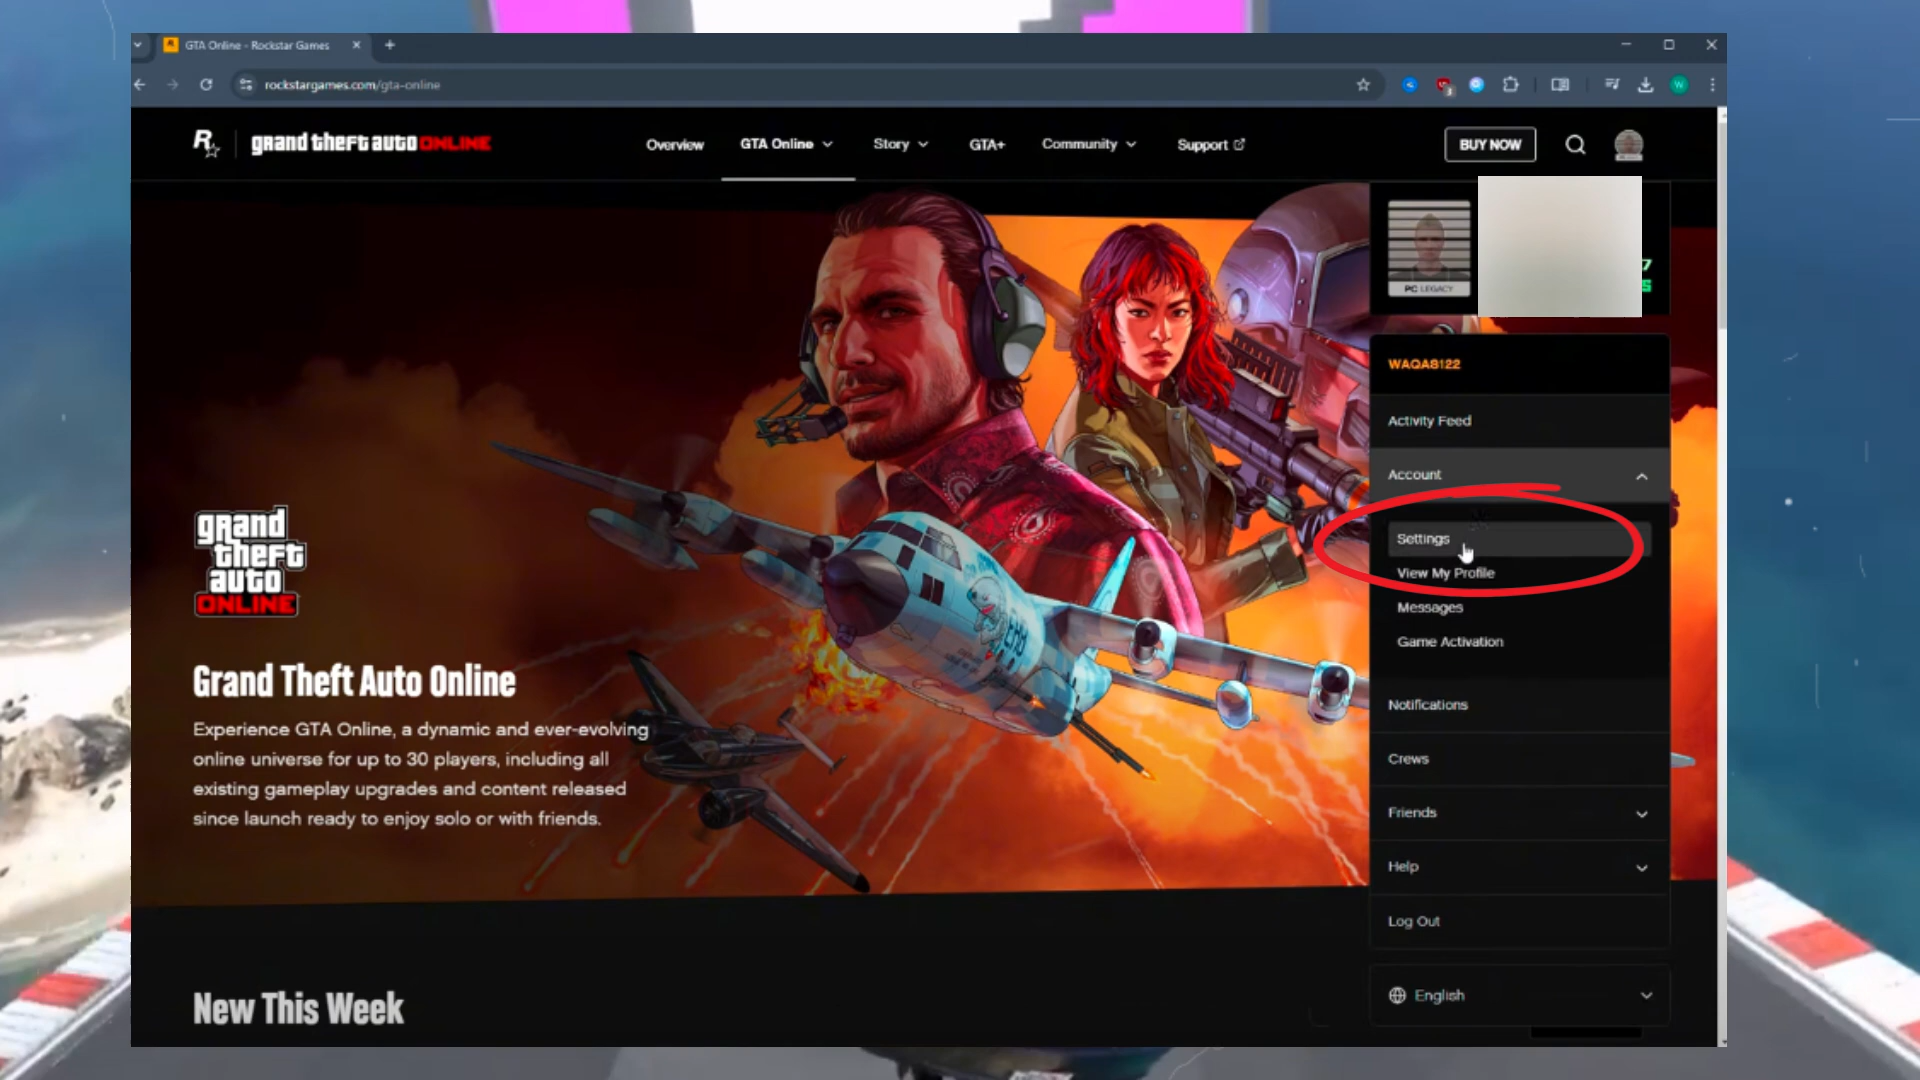 GTA Online - Rockstar Games
rockstargames.com/gta-online
grand theft auto ONLINE
Overview
GTA Online
Story
GTA+
Community
Support
BUY NOW
PC LEGACY
WAQA8122
Activity Feed
Account
Settings
View My Profile
Messages
Game Activation
Notifications
Crews
Friends
Help
Log Out
English
grand
theft
auto
ONLINE
Grand Theft Auto Online
Experience GTA Online, a dynamic and ever-evolving
online universe for up to 30 players, including all
existing gameplay upgrades and content released
since launch ready to enjoy solo or with friends.
New This Week